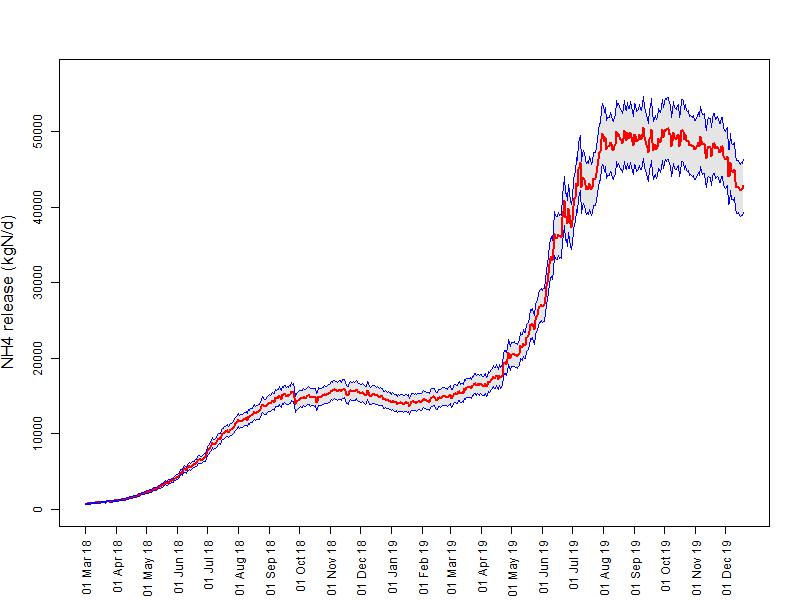 NH4 release (kgN/d)
50000
40000
30000
20000
10000
0
01 Mar 18
01 Apr 18
01 May 18
01 Jun 18
01 Jul 18
01 Aug 18
01 Sep 18
01 Oct 18
01 Nov 18
01 Dec 18
01 Jan 19
01 Feb 19
01 Mar 19
01 Apr 19
01 May 19
01 Jun 19
01 Jul 19
01 Aug 19
01 Sep 19
01 Oct 19
01 Nov 19
01 Dec 19